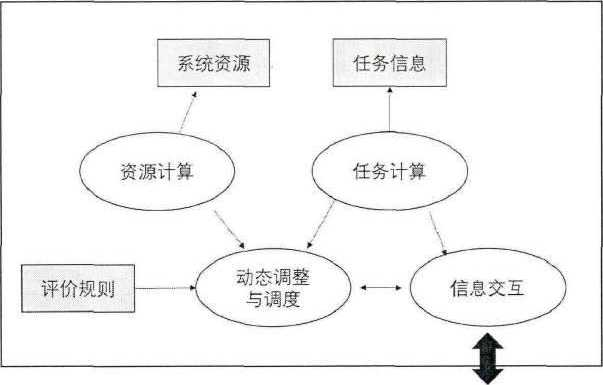 系统资源
任务信息
资源计算
任务计算
评价规则
动态调整
与调度
信息交互